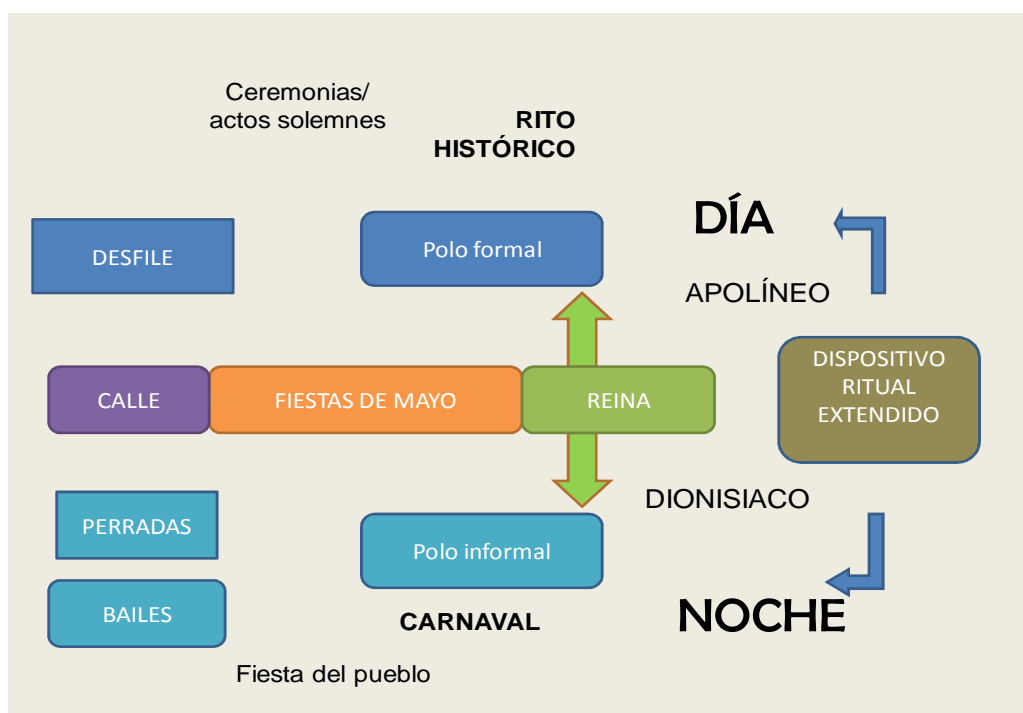 Ceremonias/
actos solemnes
RITO
HISTÓRICO
DÍA
DESFILE
Polo formal
APOLÍNEO
DISPOSITIVO
RITUAL
EXTENDIDO
CALLE
FIESTAS DE MAYO
REINA
DIONISIACO
PERRADAS
Polo informal
BAILES
CARNAVAL
NOCHE
Fiesta del pueblo